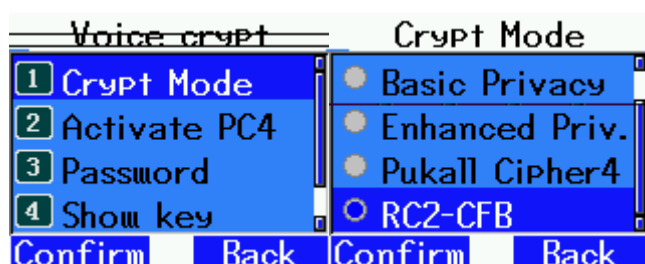 Voice crypt
1 Crypt Mode
2 Activate PC4
3 Password
4 Show key
Confirm Back
Crypt Mode
Basic Privacy
Enhanced Priv.
Pukall Cipher4
RC2-CFB
Confirm Back